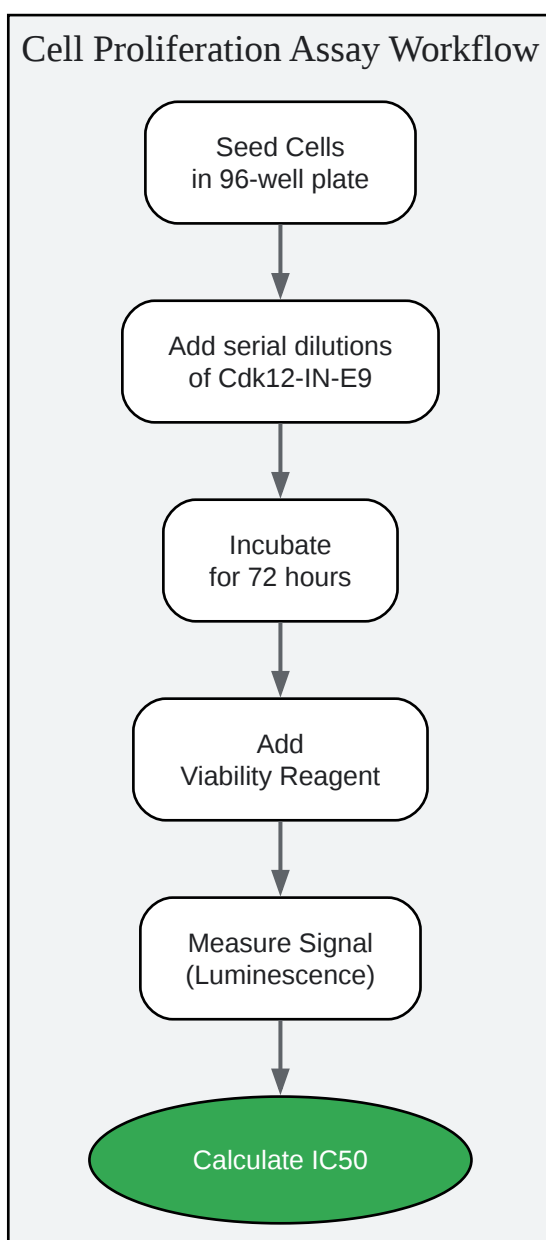 Cell Proliferation Assay Workflow
Seed Cells
in 96-well plate
Add serial dilutions
of Cdk12-IN-E9
Incubate
for 72 hours
Add
Viability Reagent
Measure Signal
(Luminescence)
Calculate IC50